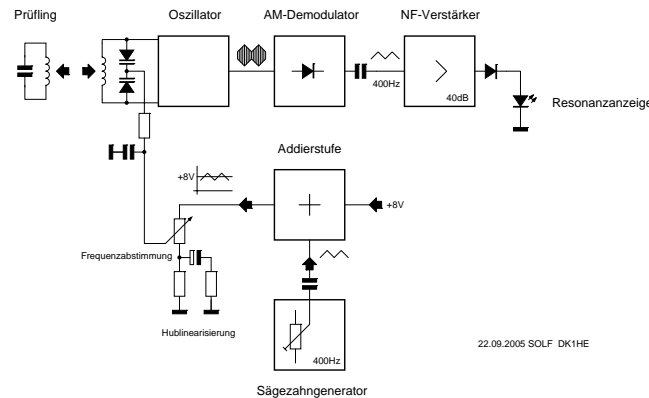 Prüfling
Oszillator
AM-Demodulator
NF-Verstärker
400Hz
40dB
Resonanzanzeige
Addierstufe
+8V
+8V
Frequenzabstimmung
Hublinearisierung
400Hz
22.09.2005 SOLF DK1HE
Sägezahngenerator